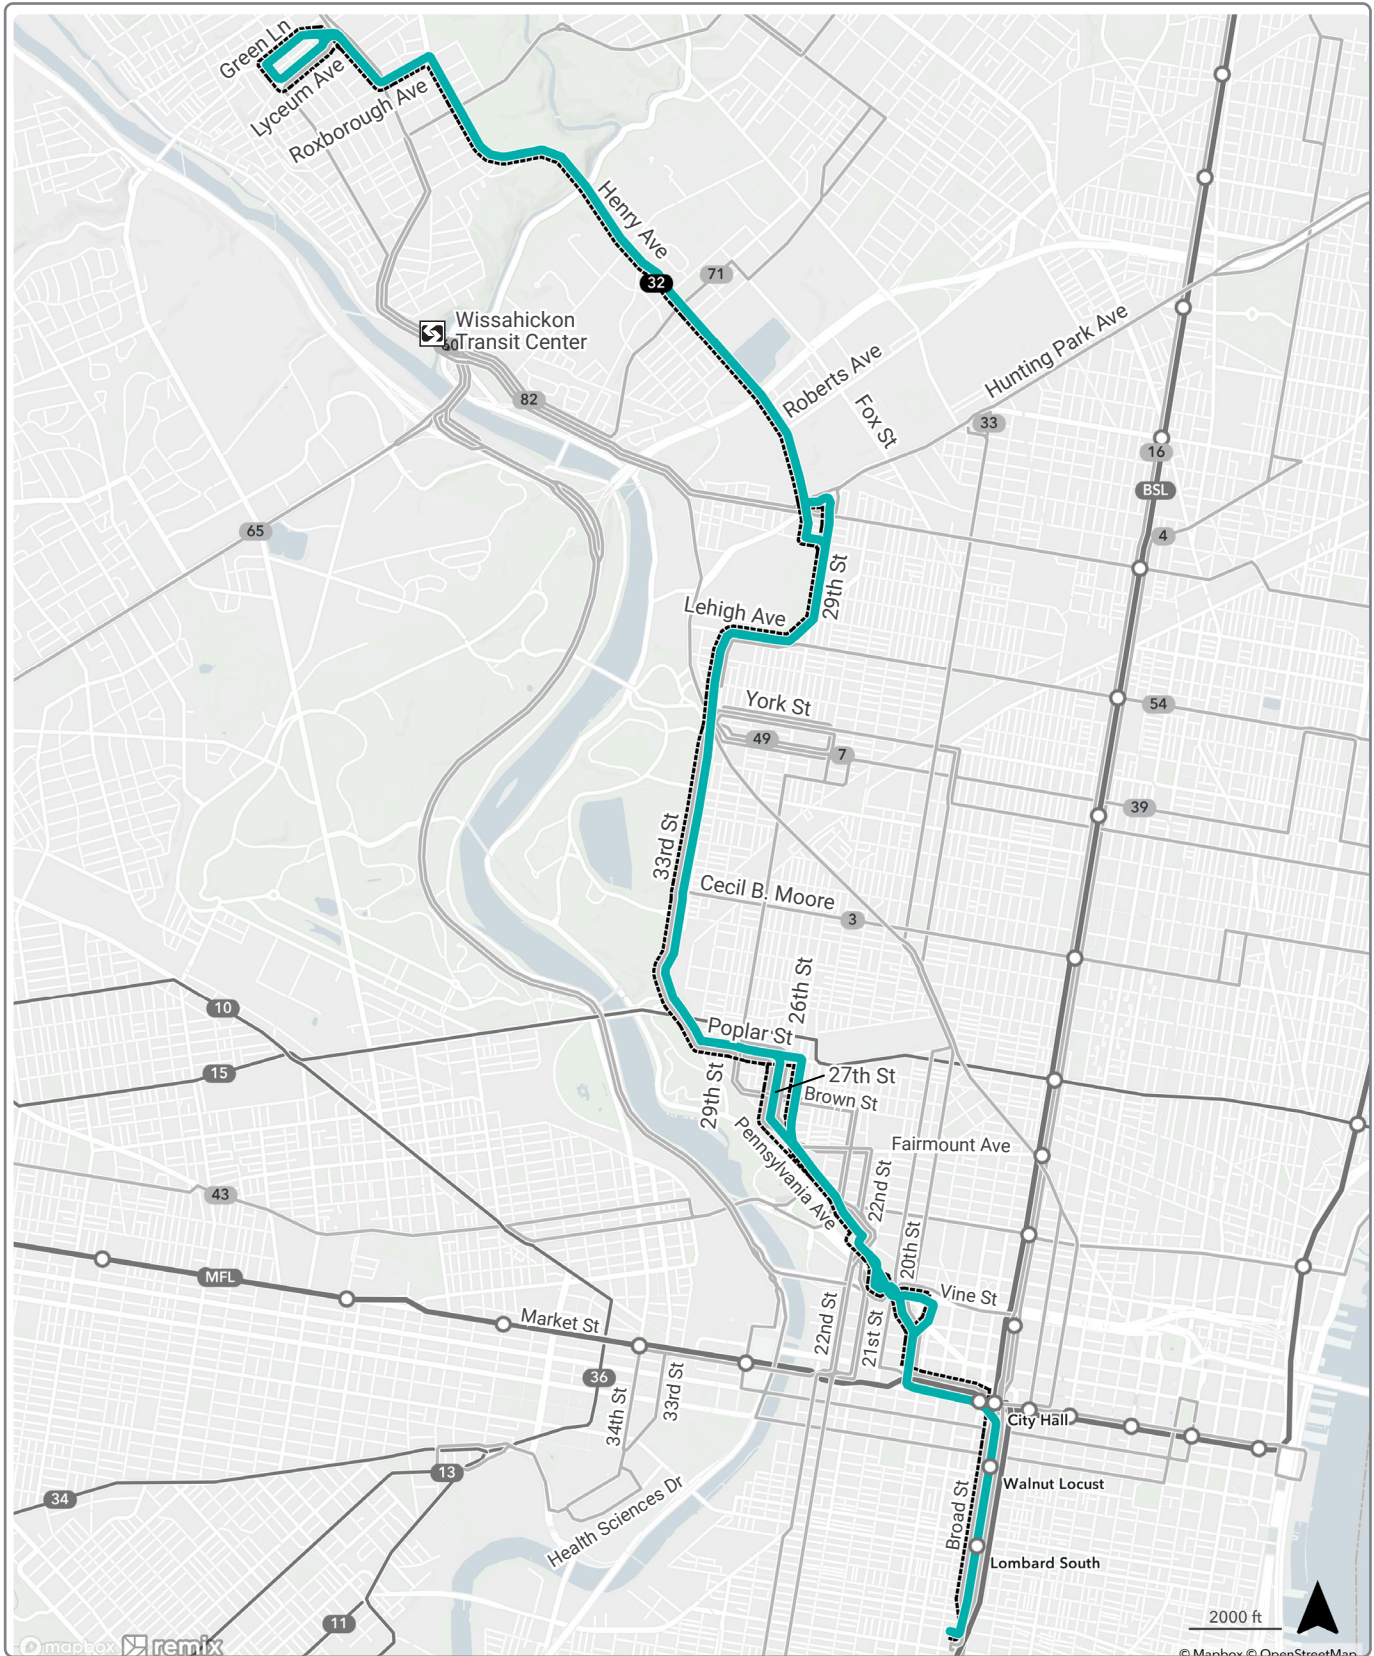 Green Ln
Lyceum Ave
Roxborough Ave
Henry Ave
32
71
Wissahickon
Transit Center
82
Roberts Ave
Fox St
Hunting Park Ave
33
16
BSL
4
65
29th St
Lehigh Ave
York St
54
49
7
39
33rd St
Cecil B. Moore
3
26th St
10
Poplar St
15
27th St
29th St
Brown St
Pennsylvania Ave
Fairmount Ave
22nd St
43
20th St
MFL
Vine St
Market St
22nd St
21st St
36
34th St
33rd St
City Hall
13
Walnut Locust
34
Broad St
Health Sciences Dr
Lombard South
11
2000 ft
mapbox remix
© Mapbox © OpenStreetMap